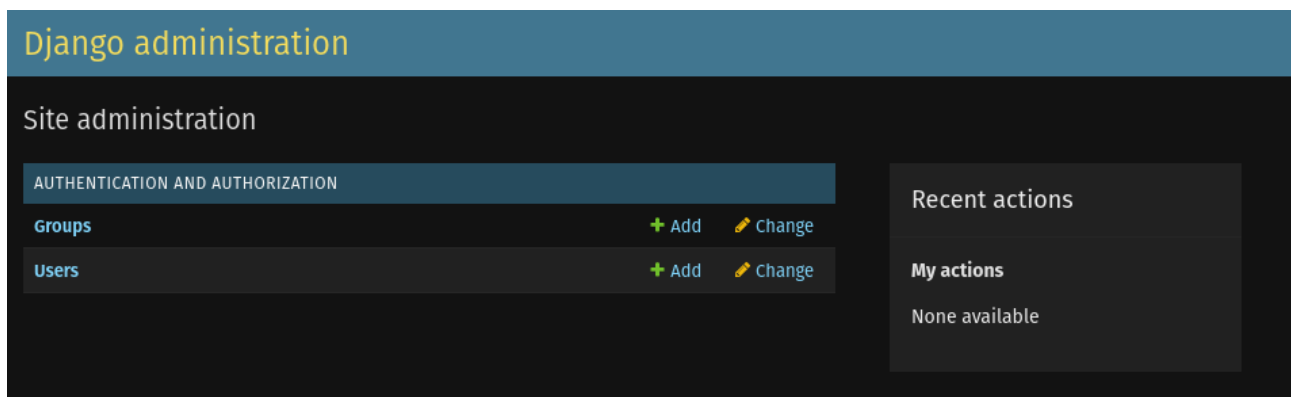 Django administration
Site administration
AUTHENTICATION AND AUTHORIZATION
Groups Add Change
Users Add Change
Recent actions
My actions
None available